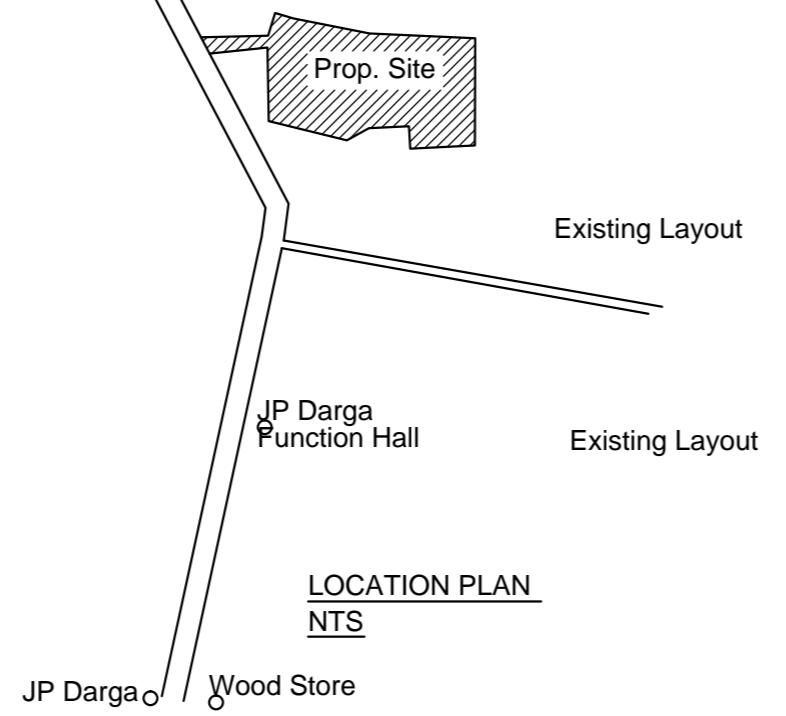 Prop. Site
Existing Layout
JP Darga
Function Hall
Existing Layout
LOCATION PLAN
NTS
JP Darga
Wood Store